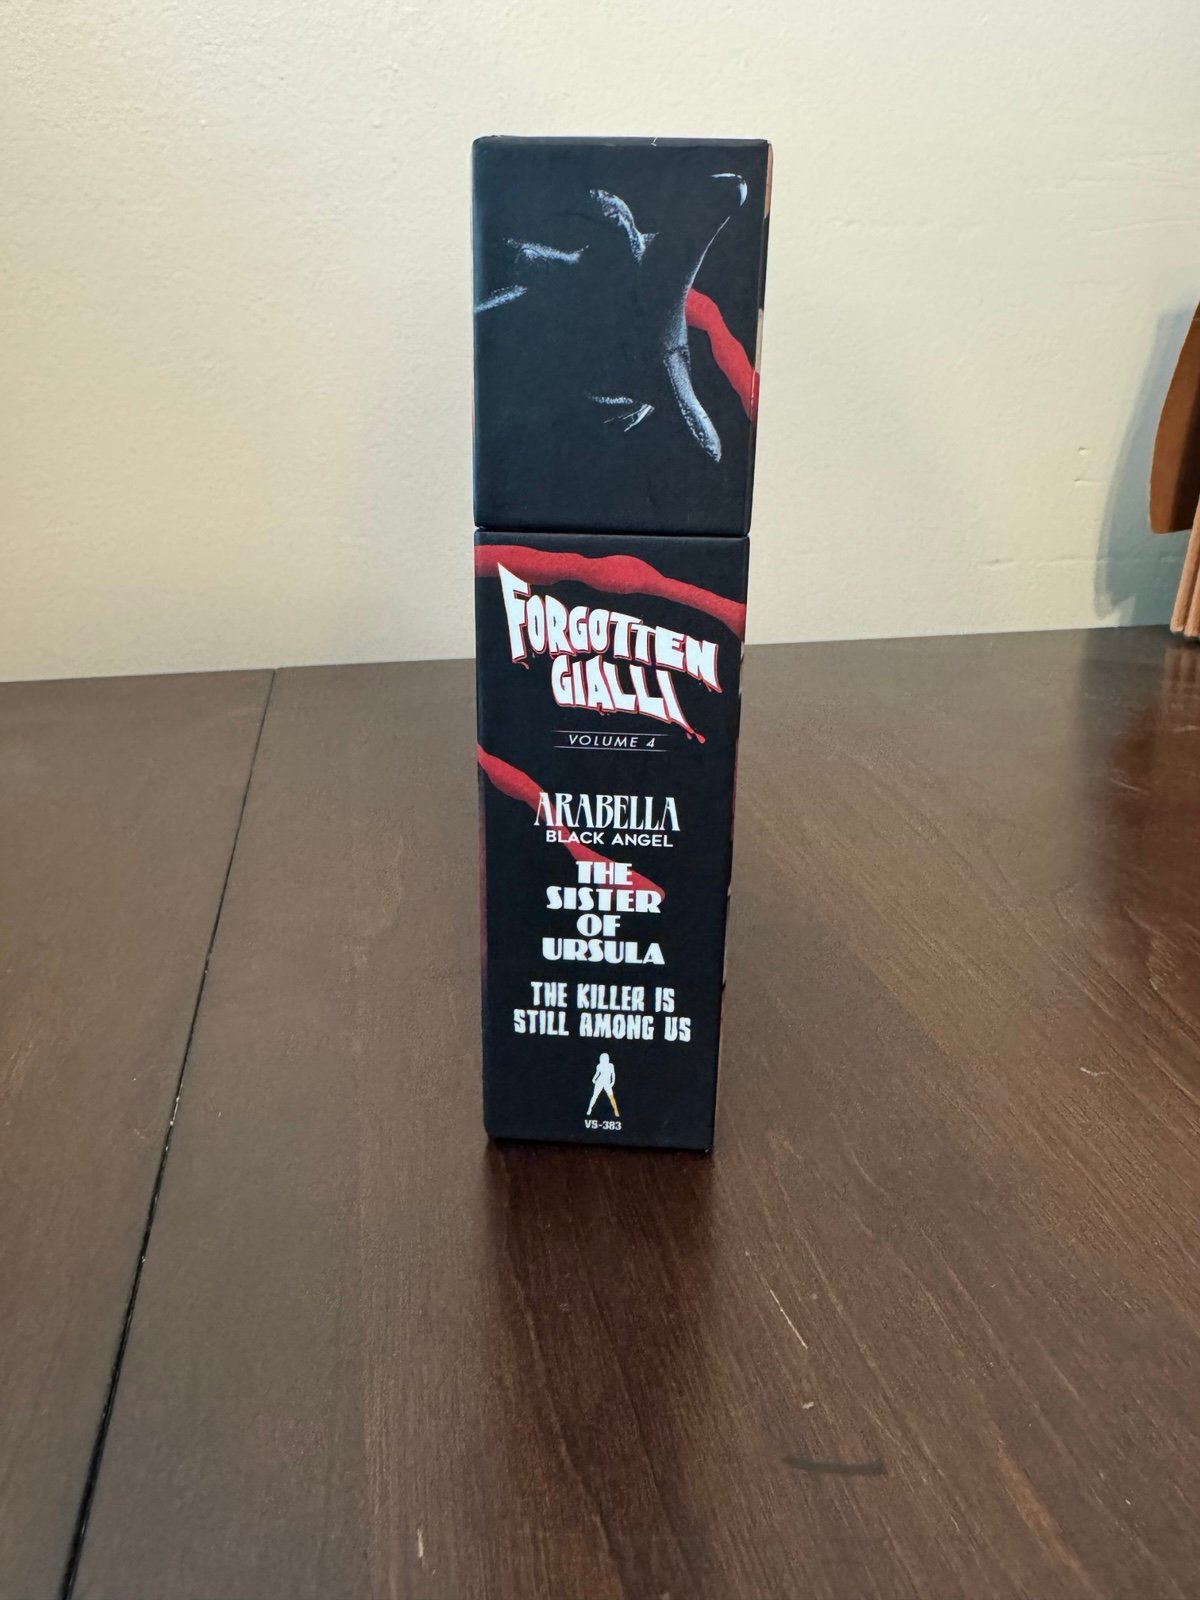 FORGOTTEN
GIALLI
VOLUME 4
ARABELLA
BLACK ANGEL
THE
SISTER
OF
URSULA
THE KILLER IS
STILL AMONG US
VS-383